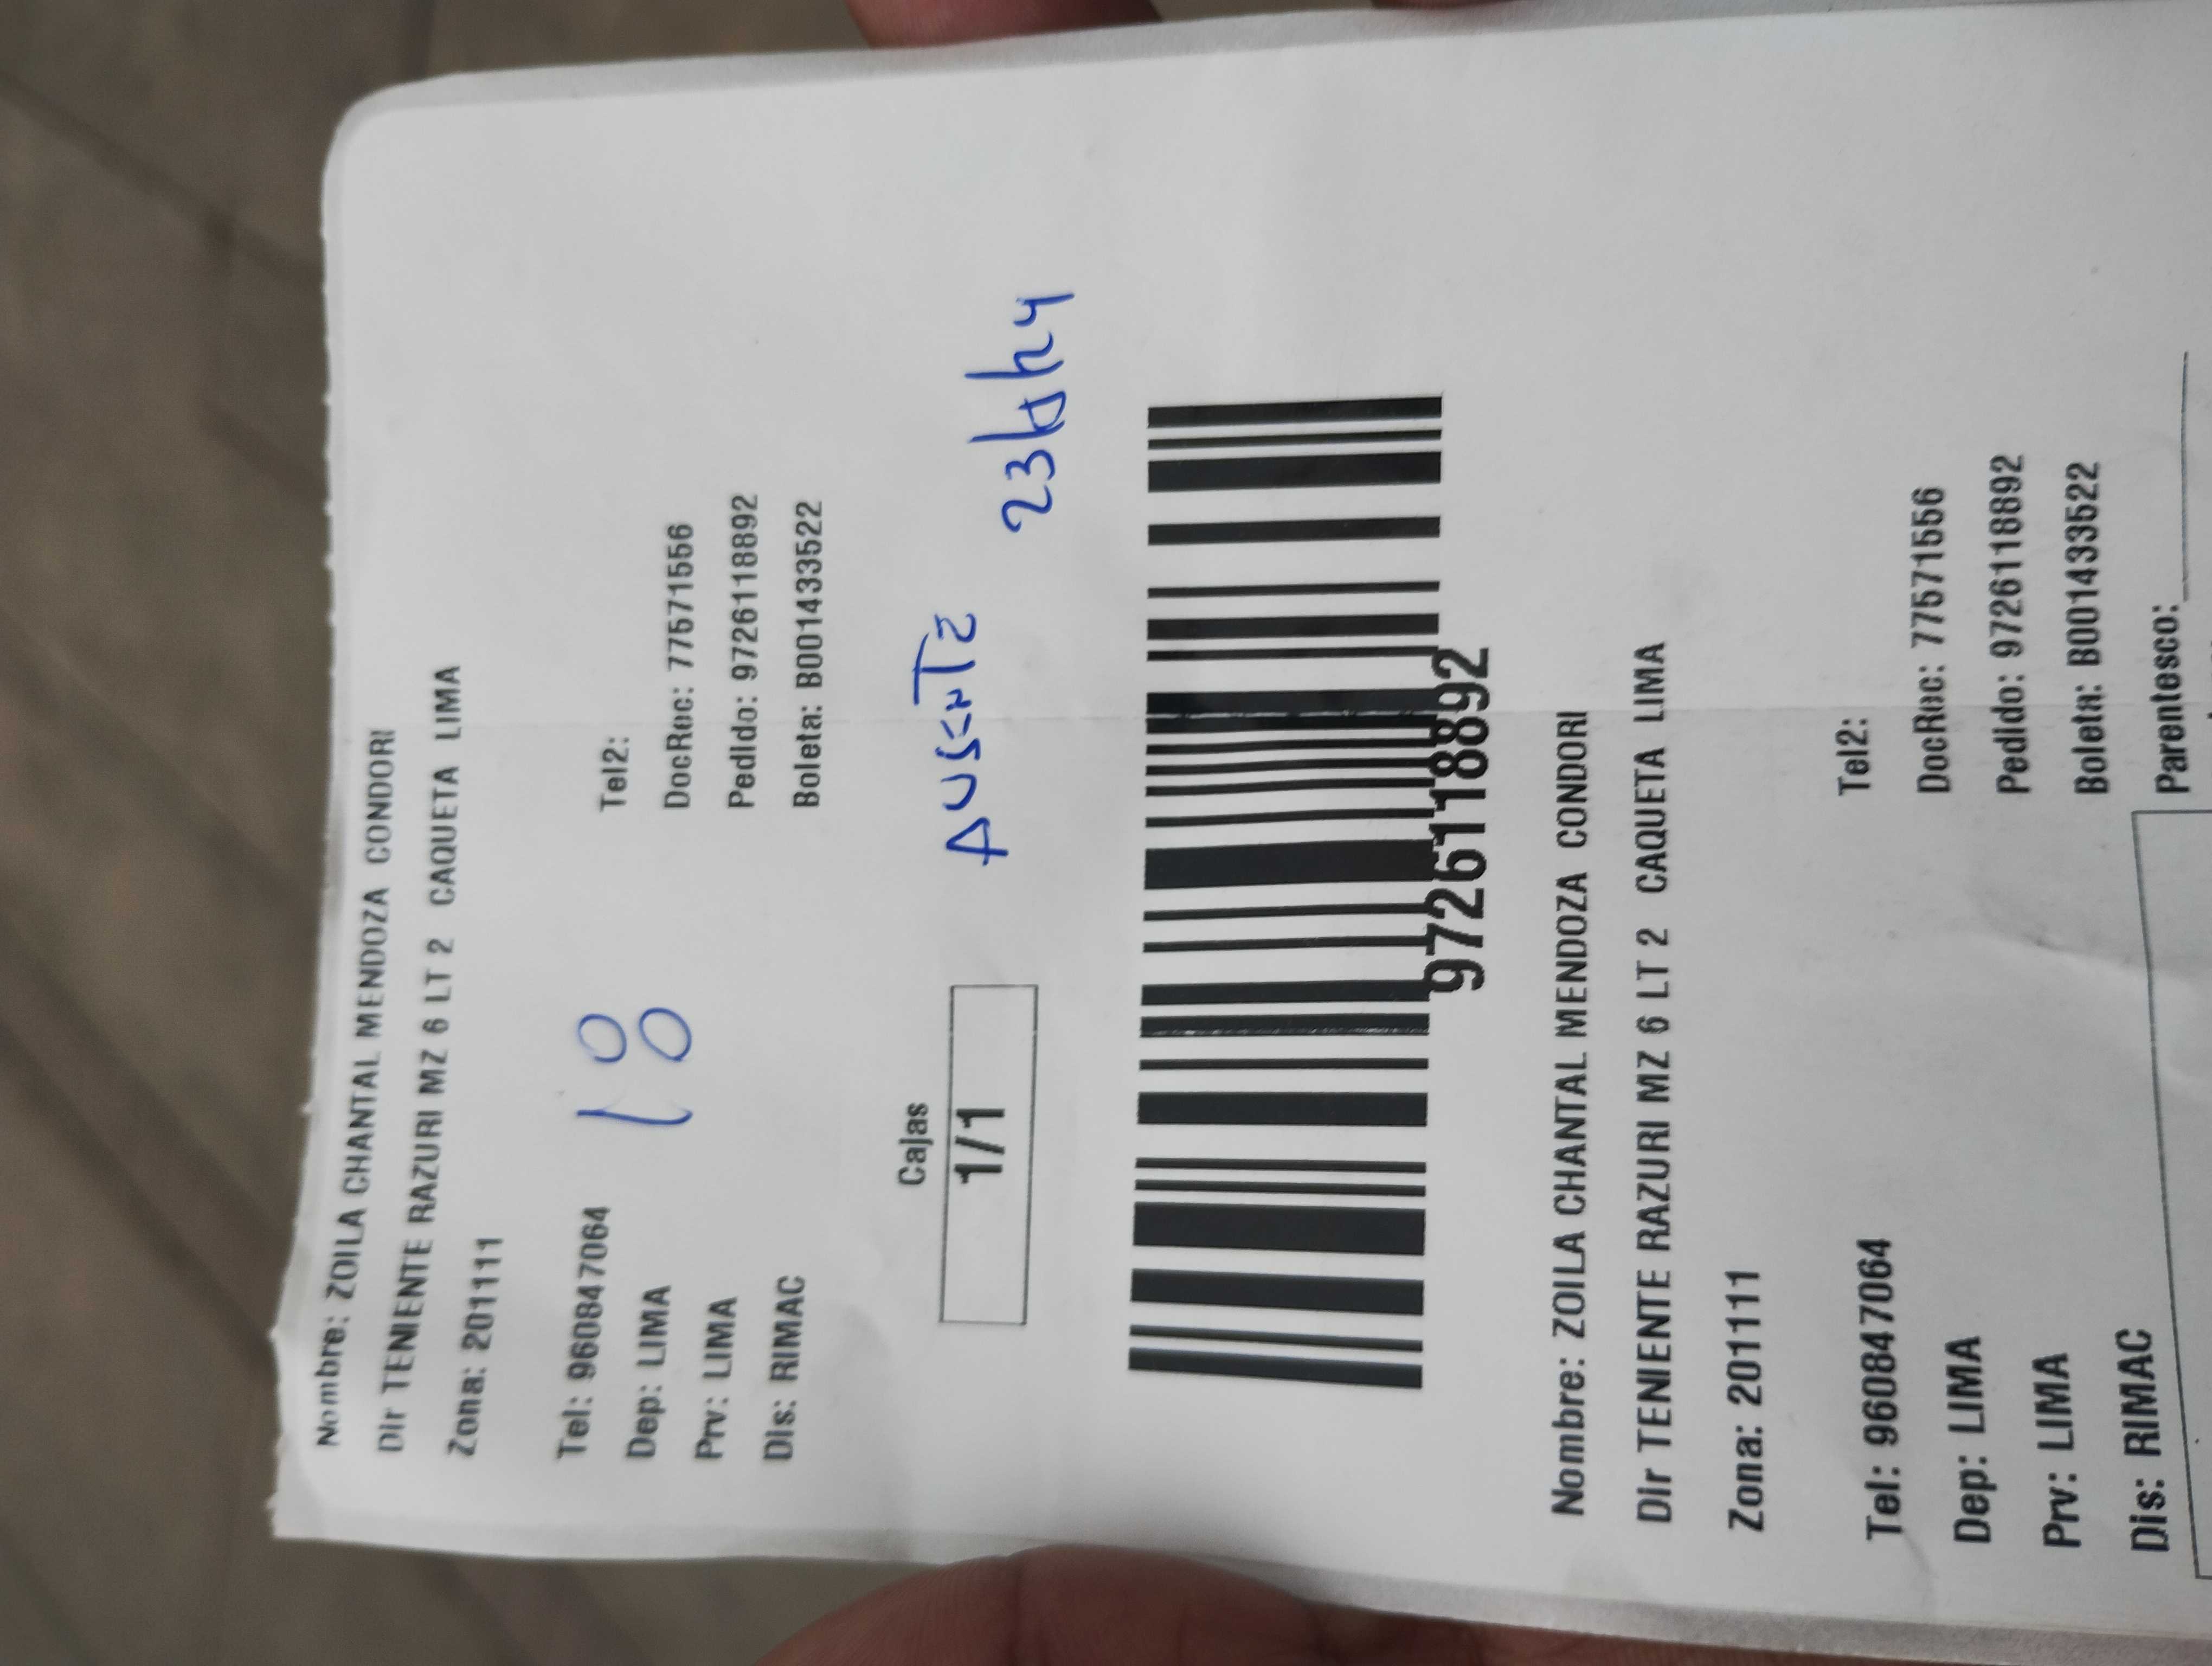 Nombre: ZOILA CHANTAL MENDOZA CONDORI
Dir TENIENTE RAZURI MZ 6 LT 2 CAQUETA LIMA
Zona: 201111
Tel: 960847064
Tel2:
Dep: LIMA
DocRec: 77571556
Prv: LIMA
Pedido: 9726118892
Dis: RIMAC
Boleta: B001433522
Cajas
1/1
AUSENTE
9726118892
Nombre: ZOILA CHANTAL MENDOZA CONDORI
Dir TENIENTE RAZURI MZ 6 LT 2 CAQUETA LIMA
Zona: 201111
Tel: 960847064
Tel2:
Dep: LIMA
DocRec: 77571556
Prv: LIMA
Pedido: 9726118892
Dis: RIMAC
Boleta: B001433522
Parentesco: